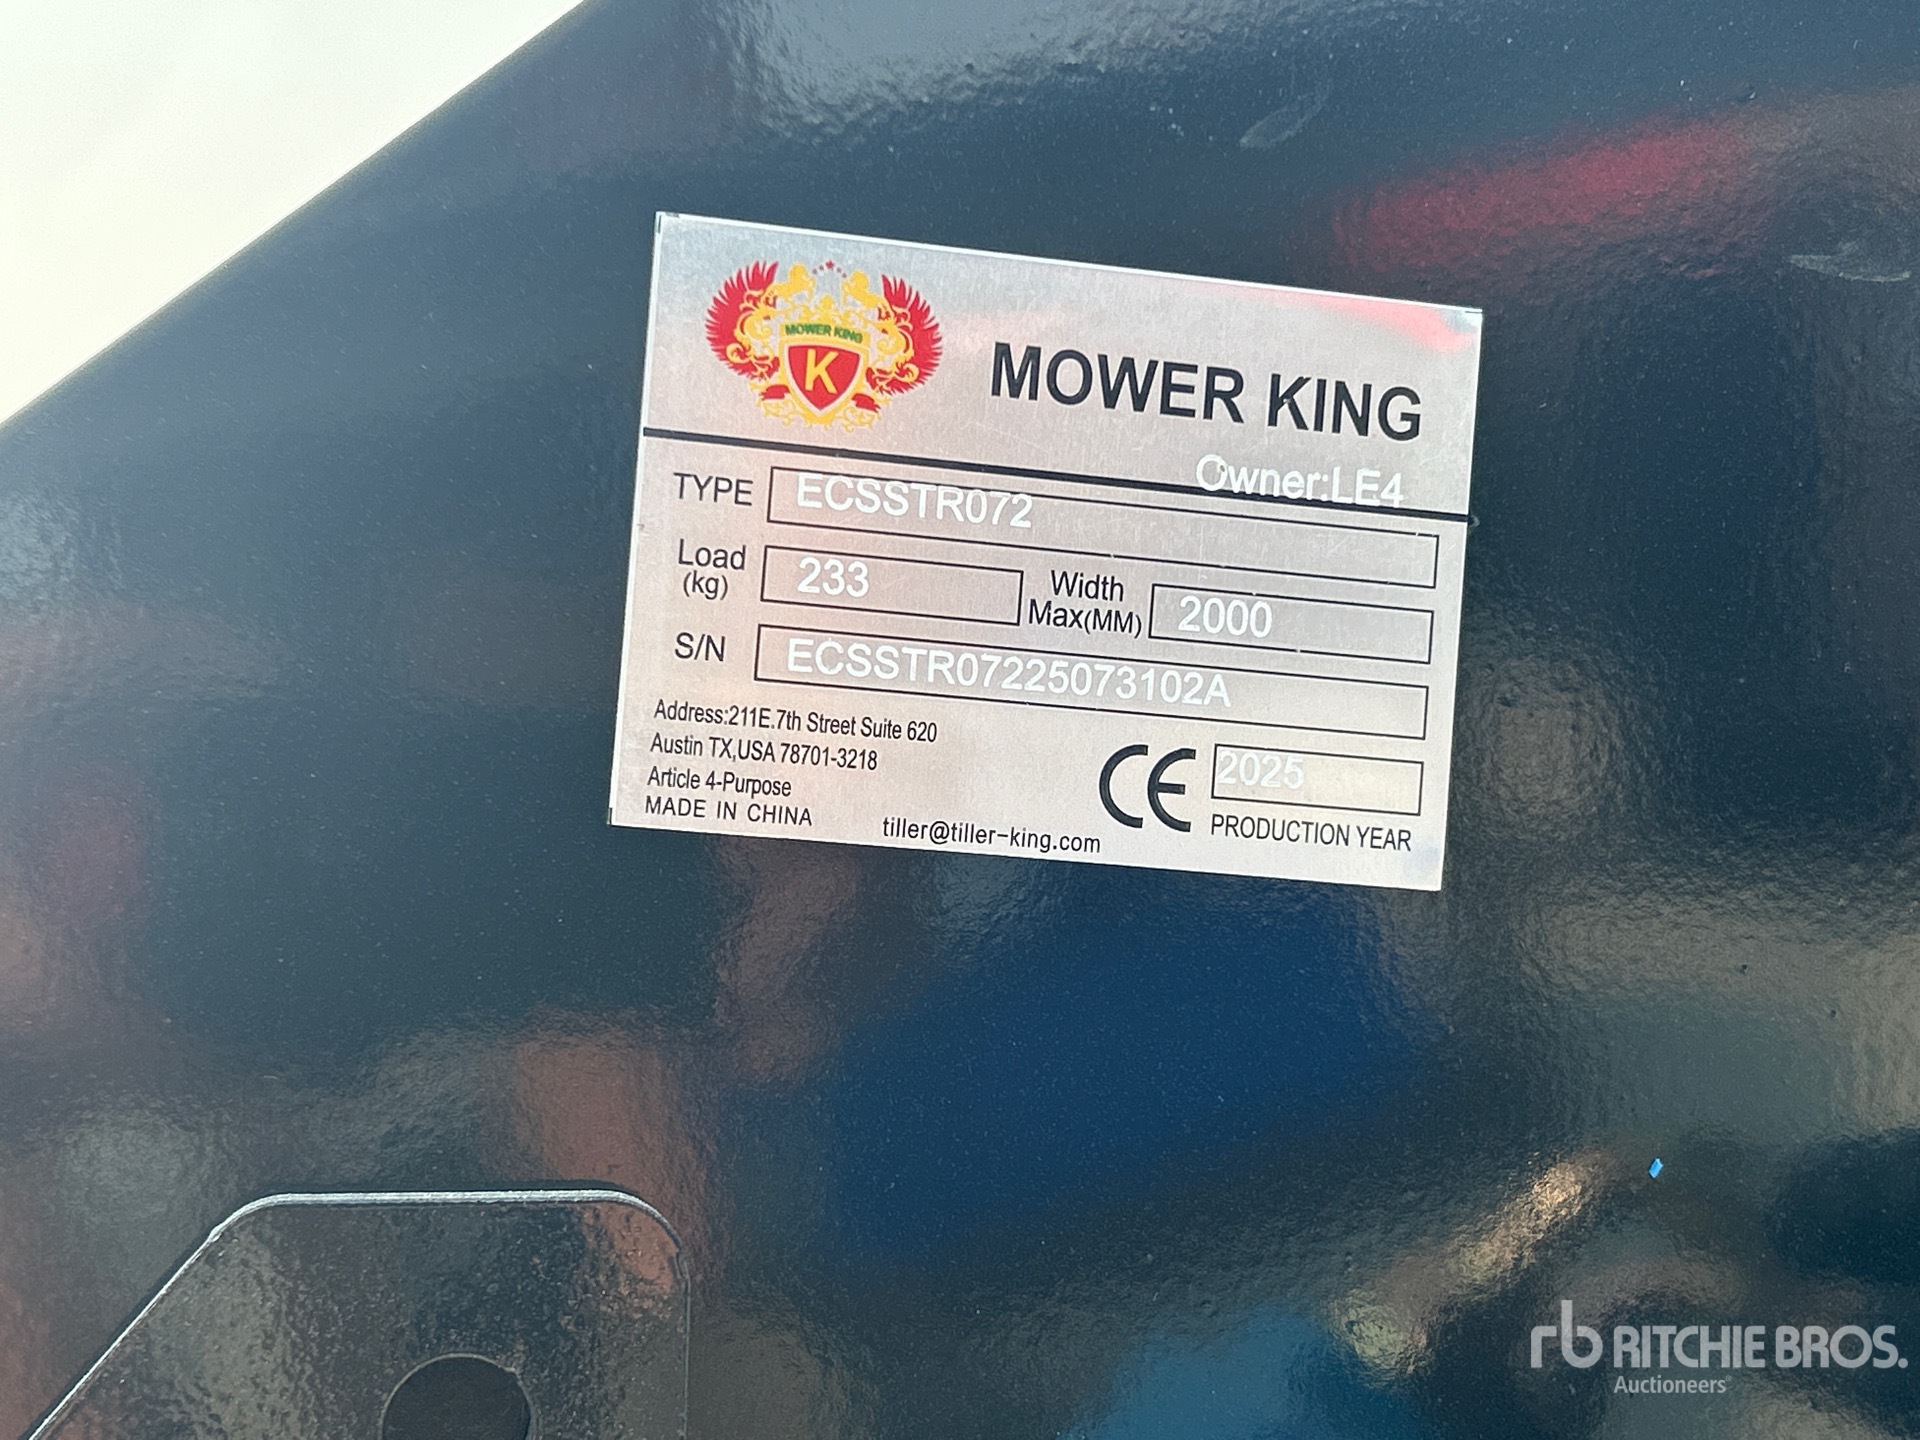 MOWER KING
K
MOWER KING
Owner:LE4
TYPE ECSSTR072
Load (kg) 233 Width Max(MM) 2000
S/N ECSSTR07225073102A
Address:211E.7th Street Suite 620
Austin TX,USA 78701-3218
Article 4-Purpose
MADE IN CHINA
tiller@tiller-king.com
CE 2025
PRODUCTION YEAR
rb RITCHIE BROS.
Auctioneers